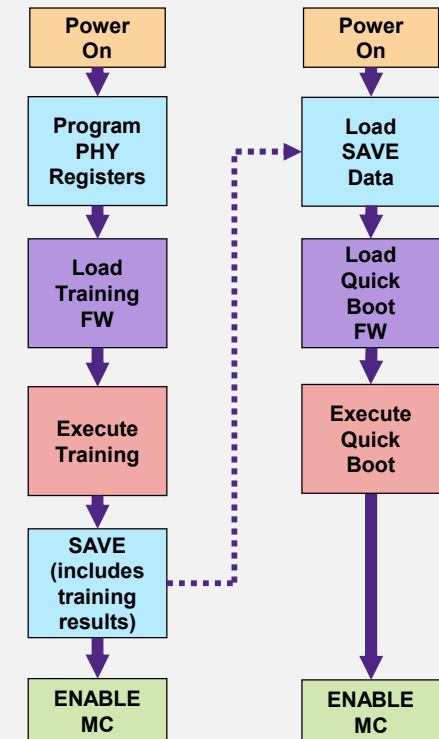 Power
On
Program
PHY
Registers
Load
Training
FW
Execute
Training
SAVE
(includes
training
results)
ENABLE
MC
Power
On
Load
SAVE
Data
Load
Quick
Boot
FW
Execute
Quick
Boot
ENABLE
MC